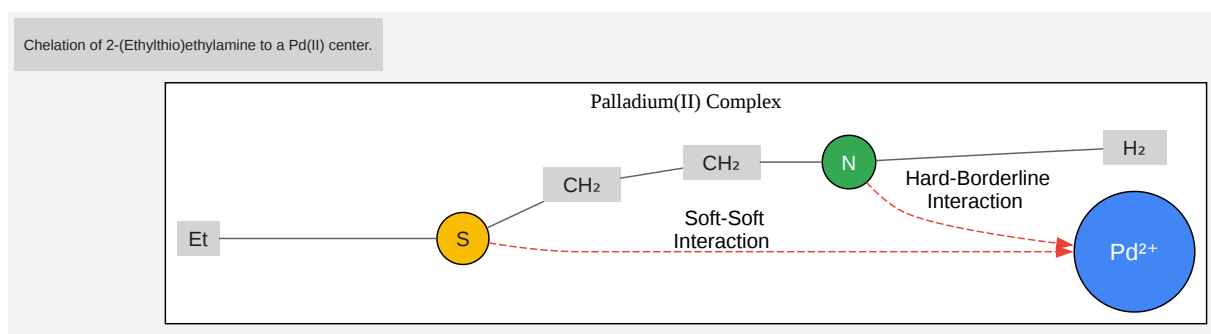 Chelation of 2-(Ethylthio)ethylamine to a Pd(II) center.
Palladium(II) Complex
Et
S
CH₂
CH₂
N
H₂
Hard-Borderline
Interaction
Soft-Soft
Interaction
Pd²⁺